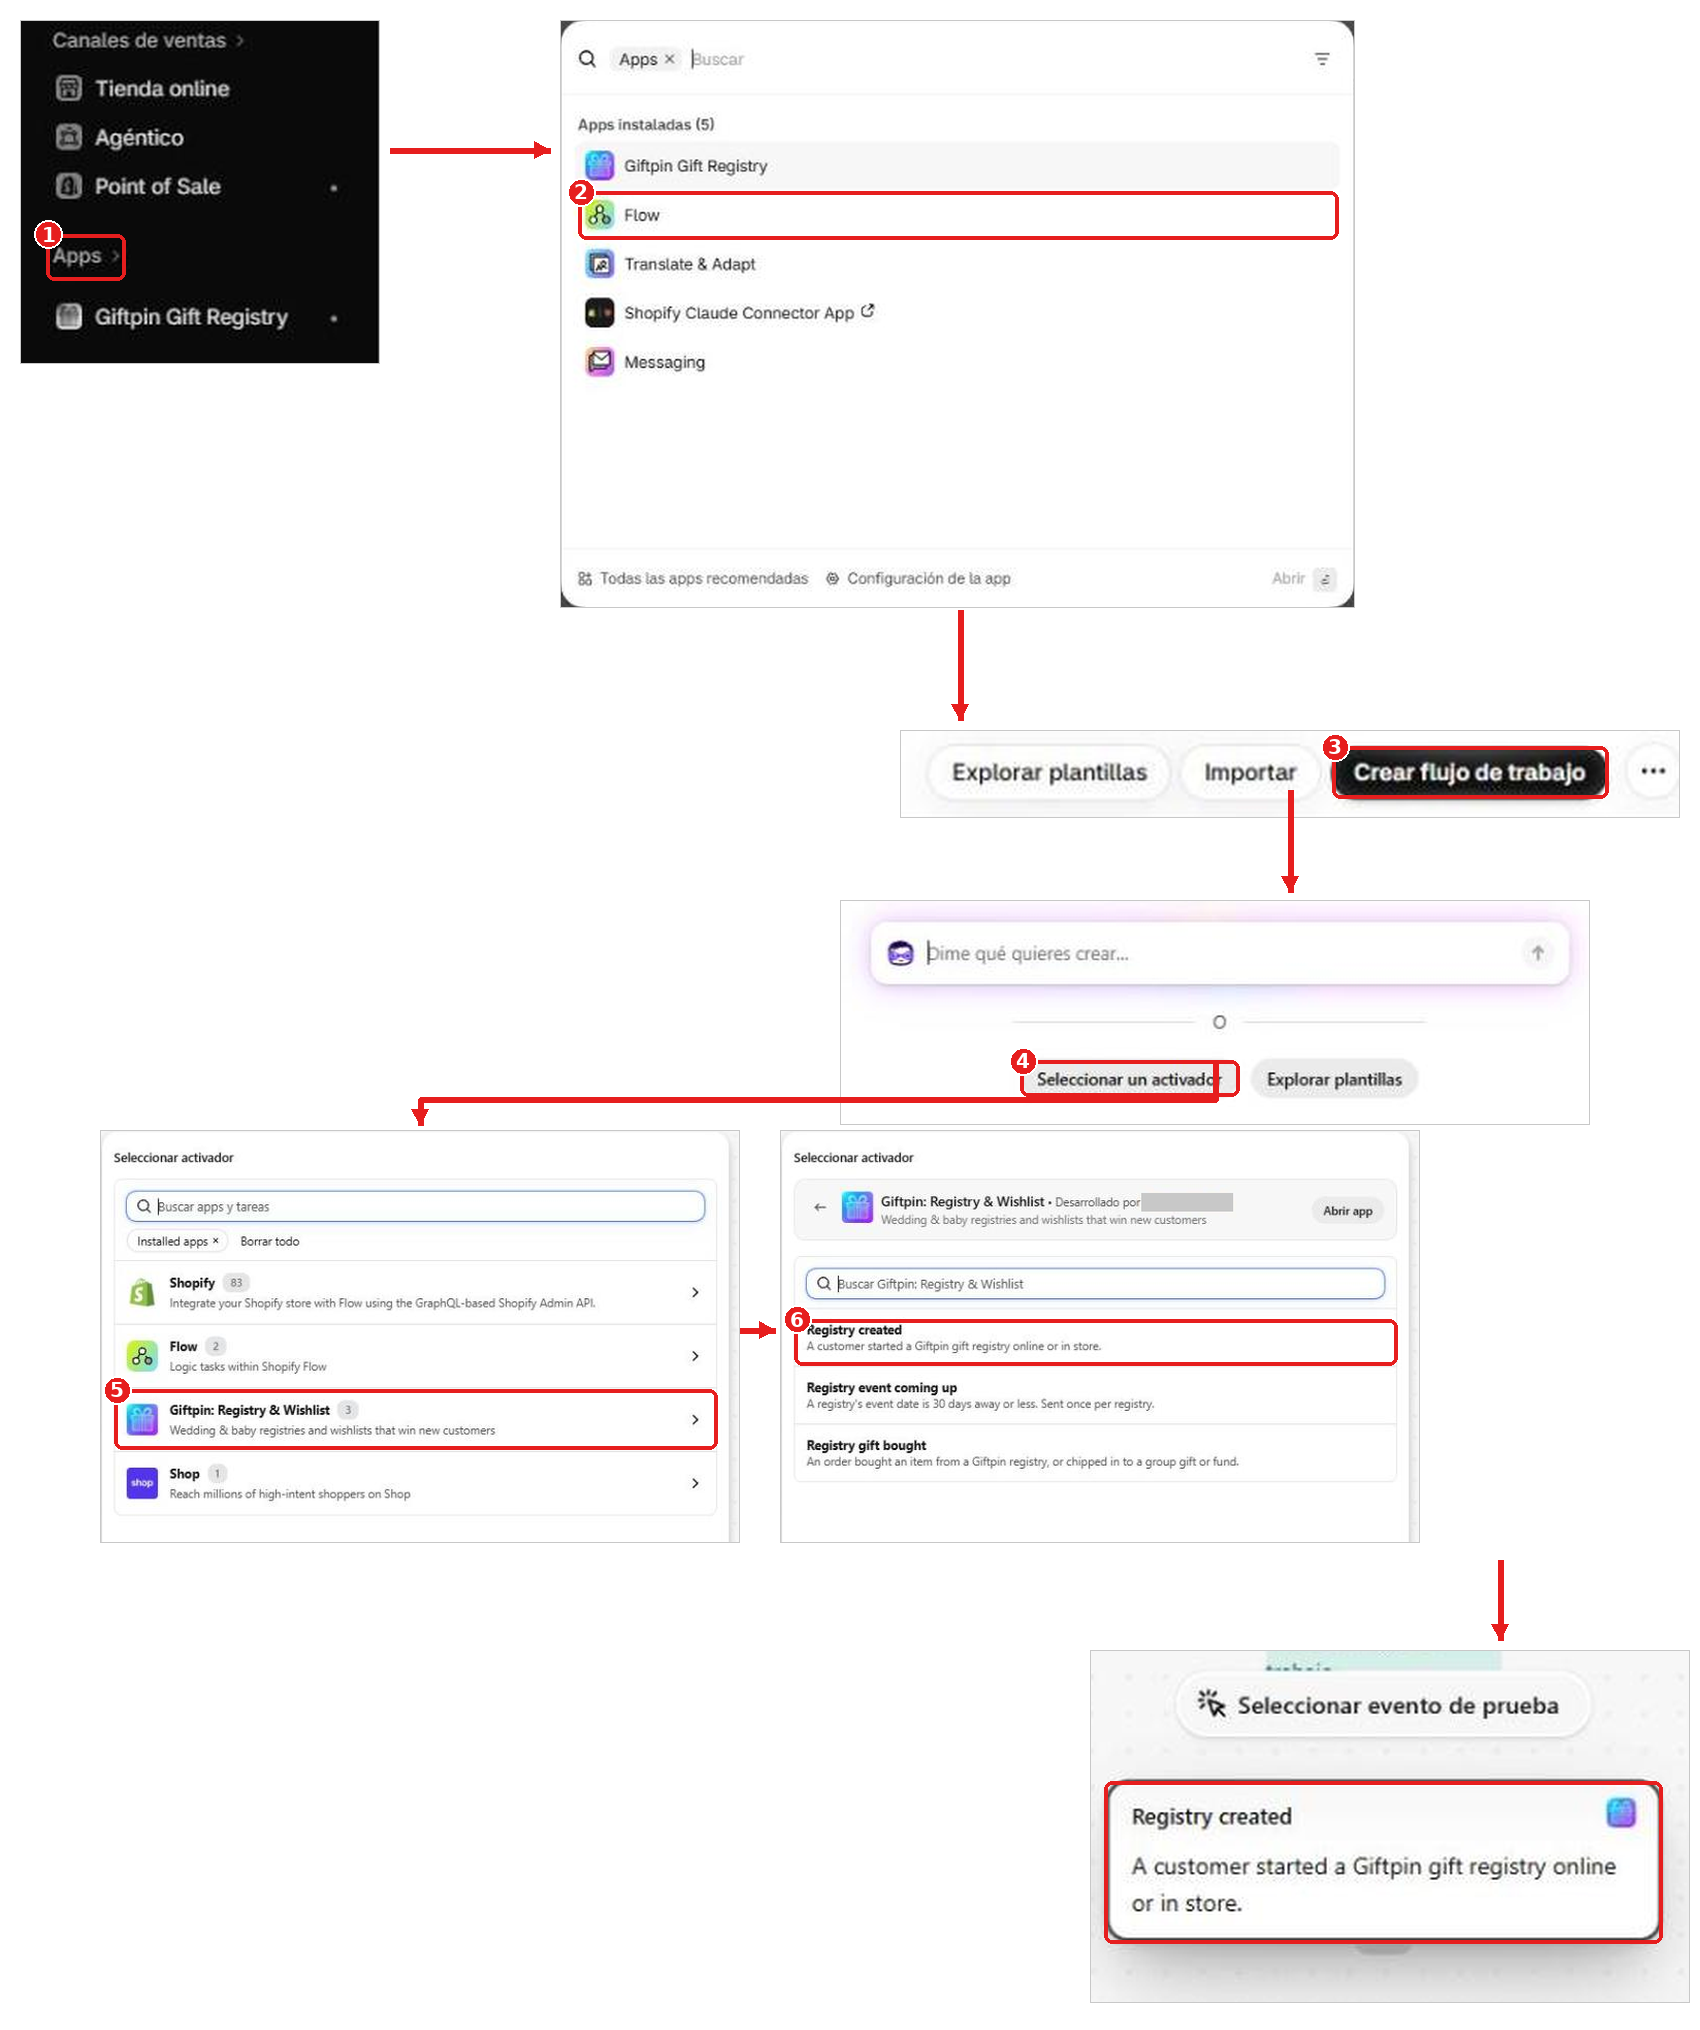 Canales de ventas
Tienda online
Agéntico
Point of Sale
1
Apps
Giftpin Gift Registry
Apps × Buscar
Apps instaladas (5)
Giftpin Gift Registry
2
Flow
Translate & Adapt
Shopify Claude Connector App
Messaging
Todas las apps recomendadas Configuración de la app Abrir
3
Explorar plantillas Importar Crear flujo de trabajo ...
Dime qué quieres crear...
O
4
Seleccionar un activador Explorar plantillas
Seleccionar activador
Buscar apps y tareas
Installed apps × Borrar todo
Shopify 83
Integrate your Shopify store with Flow using the GraphQL-based Shopify Admin API.
Flow 2
Logic tasks within Shopify Flow
5
Giftpin: Registry & Wishlist 3
Wedding & baby registries and wishlists that win new customers
shop
Shop 1
Reach millions of high-intent shoppers on Shop
Seleccionar activador
Giftpin: Registry & Wishlist • Desarrollado por
Wedding & baby registries and wishlists that win new customers
Abrir app
Buscar Giftpin: Registry & Wishlist
6
Registry created
A customer started a Giftpin gift registry online or in store.
Registry event coming up
A registry's event date is 30 days away or less. Sent once per registry.
Registry gift bought
An order bought an item from a Giftpin registry, or chipped in to a group gift or fund.
Seleccionar evento de prueba
Registry created
A customer started a Giftpin gift registry online
or in store.